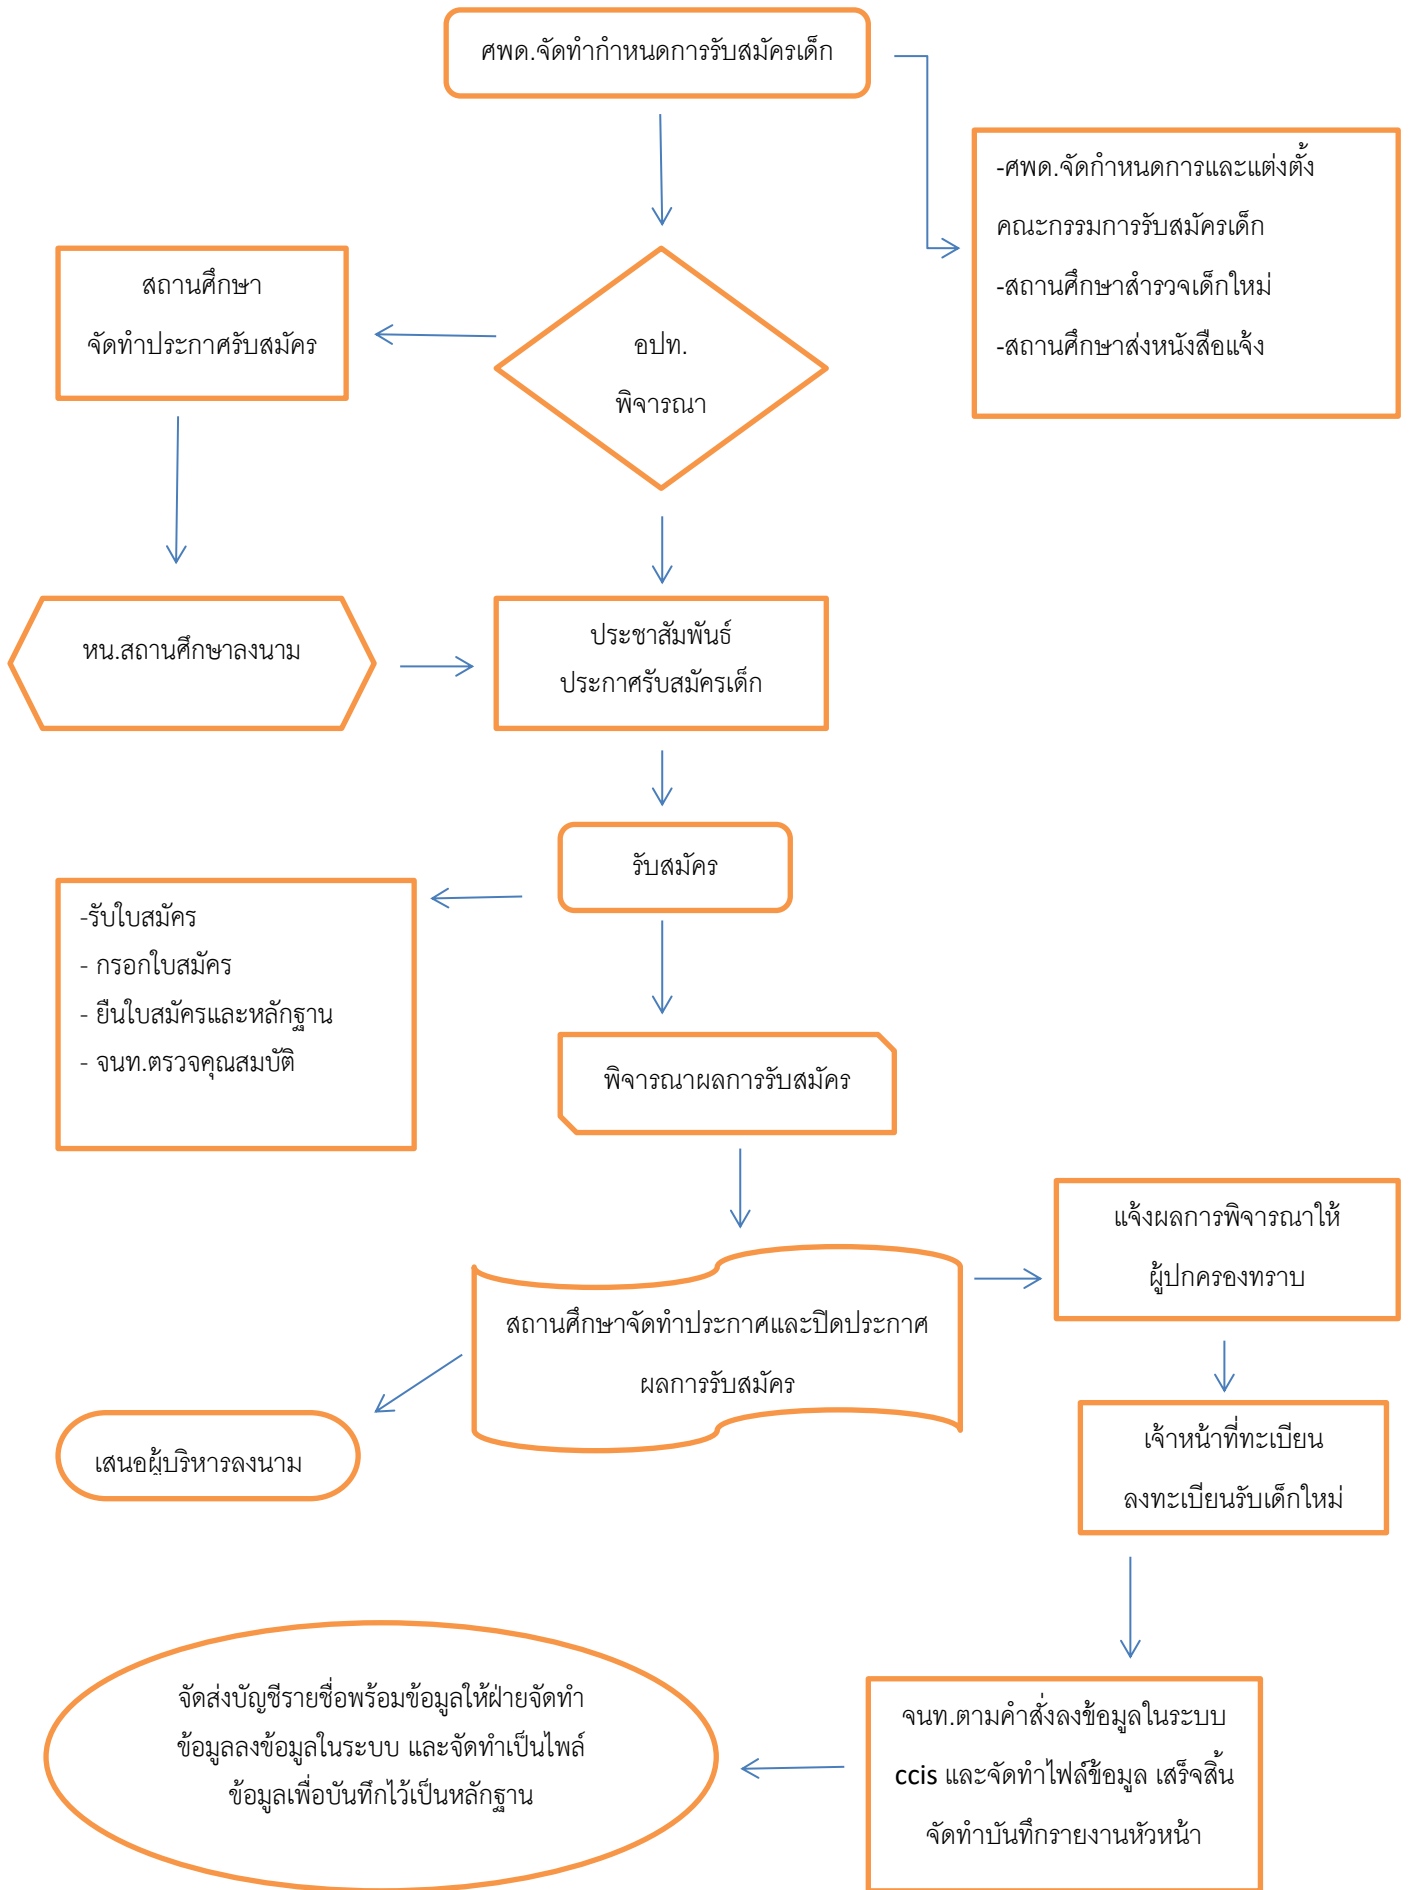 ศพด.จัดทำกำหนดการรับสมัครเด็ก
-ศพด.จัดกำหนดการและแต่งตั้ง
คณะกรรมการรับสมัครเด็ก
-สถานศึกษาสำรวจเด็กใหม่
-สถานศึกษาส่งหนังสือแจ้ง
สถานศึกษา
จัดทำประกาศรับสมัคร
อปท.
พิจารณา
หน.สถานศึกษาลงนาม
ประชาสัมพันธ์
ประกาศรับสมัครเด็ก
รับสมัคร
-รับใบสมัคร
- กรอกใบสมัคร
- ยืนใบสมัครและหลักฐาน
- จนท.ตรวจคุณสมบัติ
พิจารณาผลการรับสมัคร
แจ้งผลการพิจารณาให้
ผู้ปกครองทราบ
สถานศึกษาจัดทำประกาศและปิดประกาศ
ผลการรับสมัคร
เสนอผู้บริหารลงนาม
เจ้าหน้าที่ทะเบียน
ลงทะเบียนรับเด็กใหม่
จนท.ตามคำสั่งลงข้อมูลในระบบ
ccis และจัดทำไฟล์ข้อมูล เสร็จสิ้น
จัดทำบันทึกรายงานหัวหน้า
จัดส่งบัญชีรายชื่อพร้อมข้อมูลให้ฝ่ายจัดทำ
ข้อมูลลงข้อมูลในระบบ และจัดทำเป็นไพล์
ข้อมูลเพื่อบันทึกไว้เป็นหลักฐาน